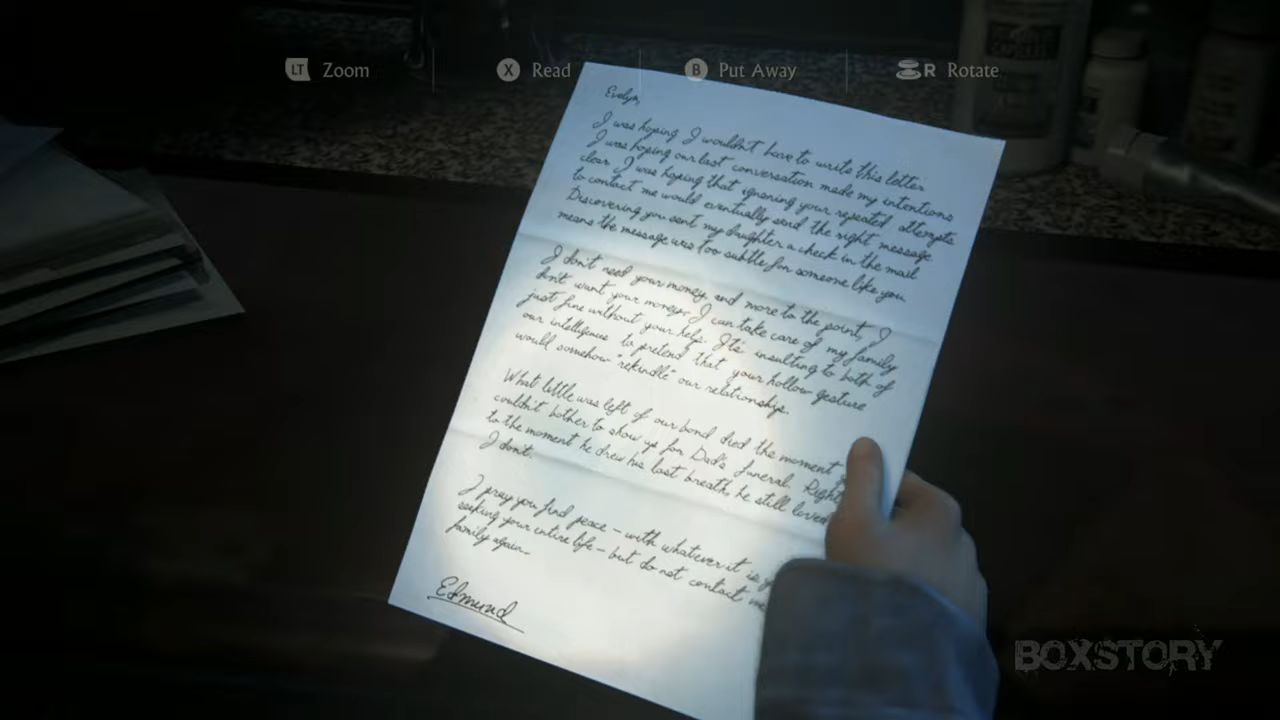 LT Zoom
X Read
B Put Away
R Rotate
Evelyn,
I was hoping I wouldn't have to write this letter.
I was hoping our last conversation made my intentions
clear. I was hoping that ignoring your repeated attempts
to contact me would eventually send the right message
Discovering you sent my daughter a check in the mail
means the message was too subtle for someone like you.
I don't need your money, and more to the point, I
don't want your money. I can take care of my family
just fine without your help. It's insulting to both of
our intelligences to pretend that your hollow gesture
would somehow "rekindle" our relationship.
What little was left of our bond died the moment
couldn't bother to show up for Dad's funeral. Right
to the moment he drew his last breath, he still loved
I don't.
I pray you find peace - with whatever it is
seeking your entire life - but do not contact me
family again.
Edmund
BOXSTORY